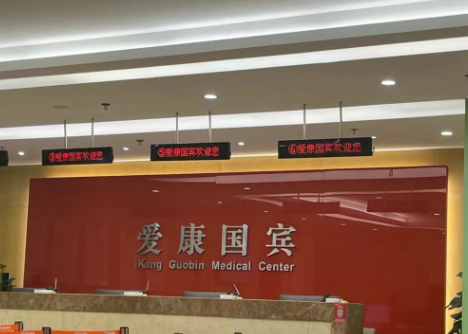 ③爱康国宾欢迎您
⑤爱康国宾欢迎您
⑥爱康国宾欢迎您
爱康国宾
iKang Guobin Medical Center